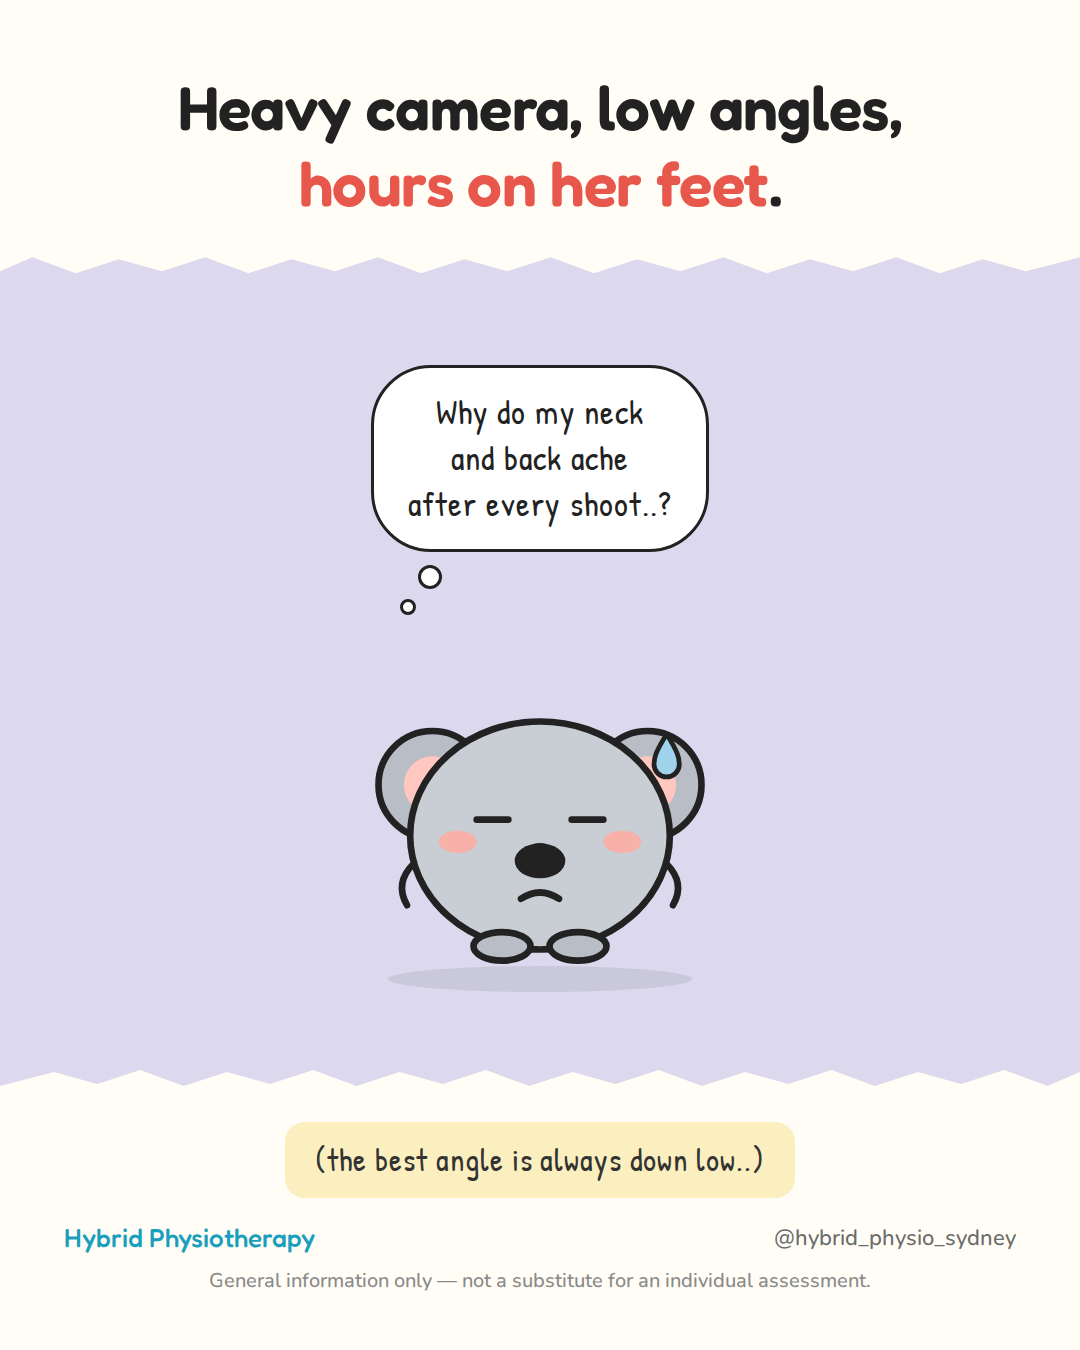 Heavy camera, low angles,
hours on her feet.
Why do my neck
and back ache
after every shoot..?
(the best angle is always down low..)
Hybrid Physiotherapy
@hybrid_physio_sydney
General information only — not a substitute for an individual assessment.